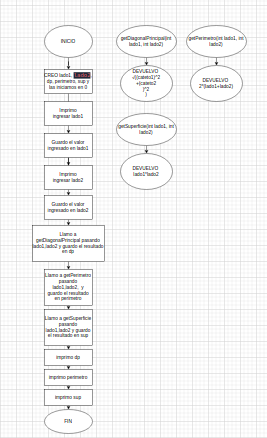 INICIO
CREO lado1, lado2
dp, perimetro, sup y
las iniciamos en 0
Imprimo
ingresar lado1
Guardo el valor
ingresado en lado1
Imprimo
ingresar lado2
Guardo el valor
ingresado en lado2
Llamo a
getDiagonalPrincipal pasando
lado1,lado2 y guardo el resultado
en dp
Llamo a getPerimetro
pasando
lado1,lado2, y
guardo el resultado
en perimetro
Llamo a getSuperficie
pasando
lado1,lado2 y guardo
el resultado en sup
imprimo dp
imprimo perimetro
imprimo sup
FIN
getDiagonalPrincipal(int
lado1, int lado2)
DEVUELVO
√((cateto1)^2
+(cateto2
)^2
)
getPerimetro(int lado1, int
lado2)
DEVUELVO
2*(lado1+lado2)
getSuperficie(int lado1, int
lado2)
DEVUELVO
lado1*lado2